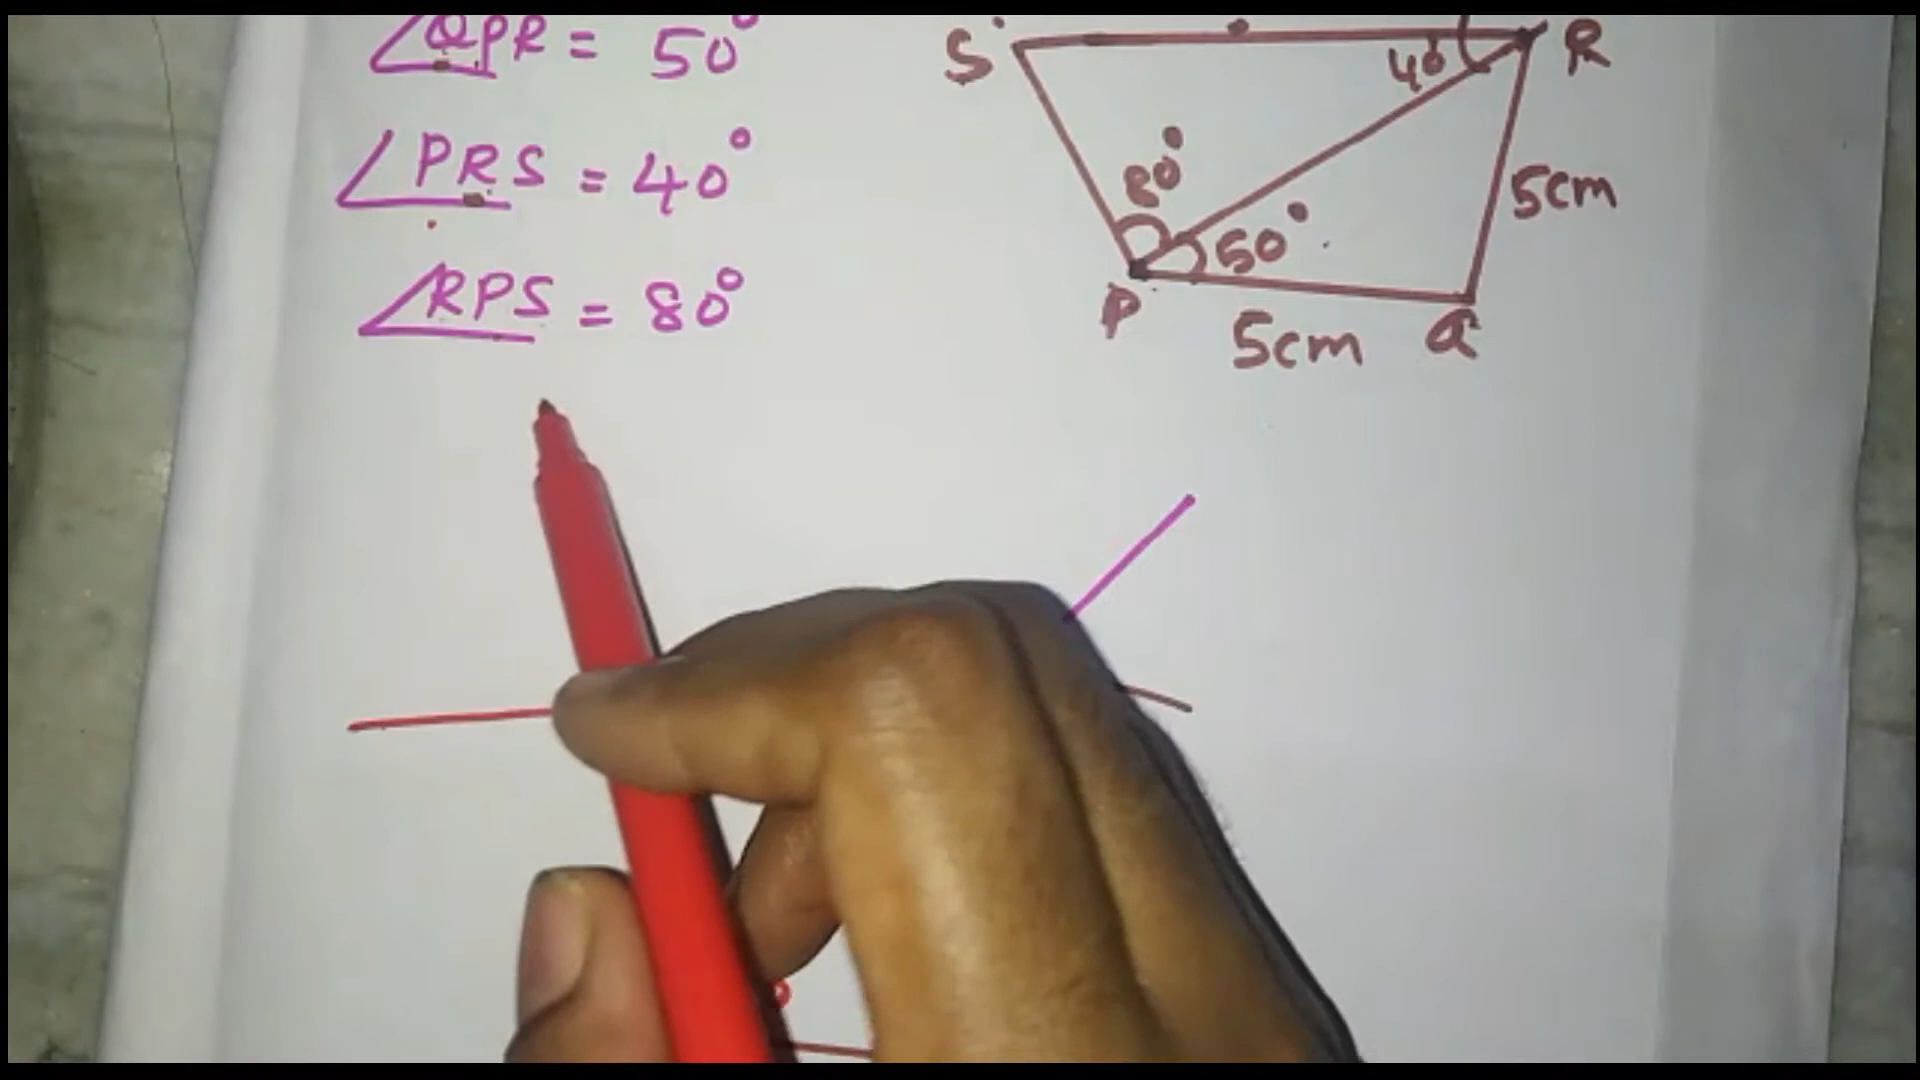 ∠QPR = 50°
∠PRS = 40°
∠RPS = 80°
S R
40°
80°
5cm
50°
P Q
5cm